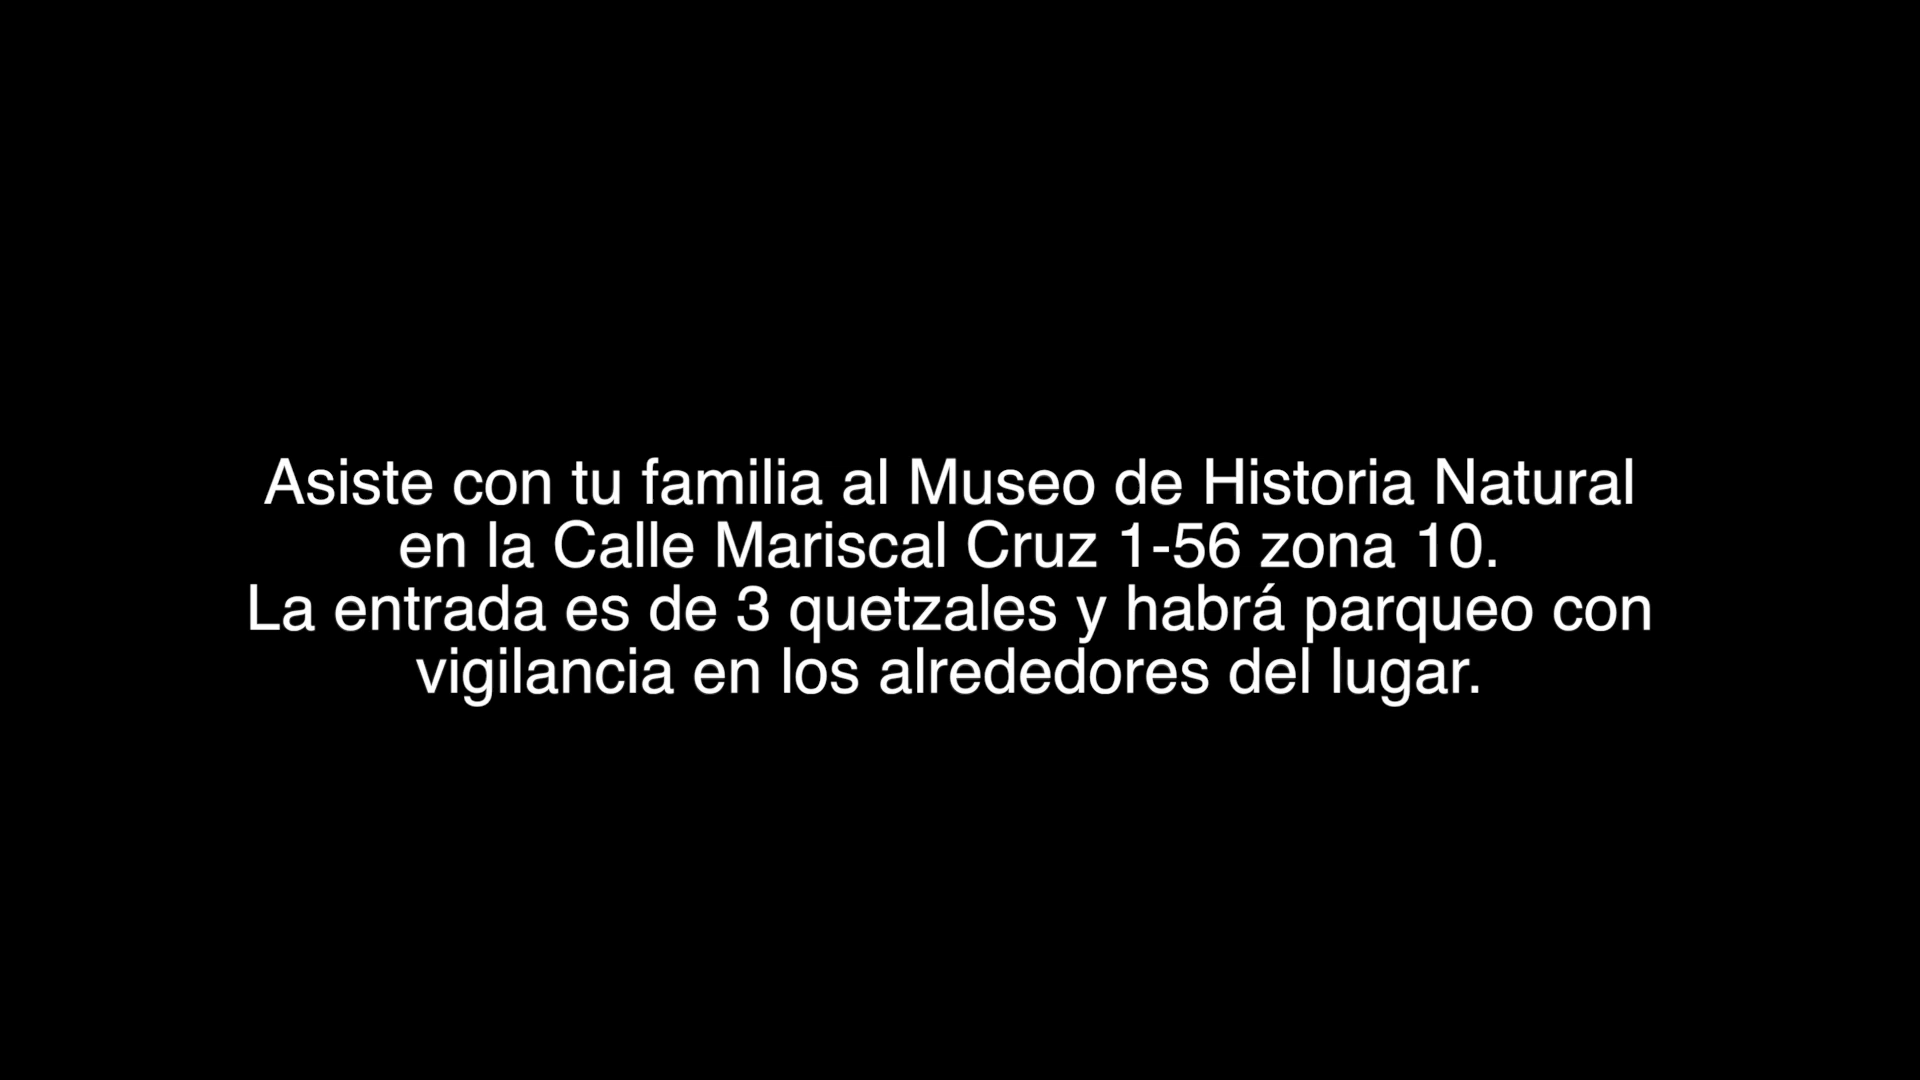 Asiste con tu familia al Museo de Historia Natural
en la Calle Mariscal Cruz 1-56 zona 10.
La entrada es de 3 quetzales y habrá parqueo con
vigilancia en los alrededores del lugar.